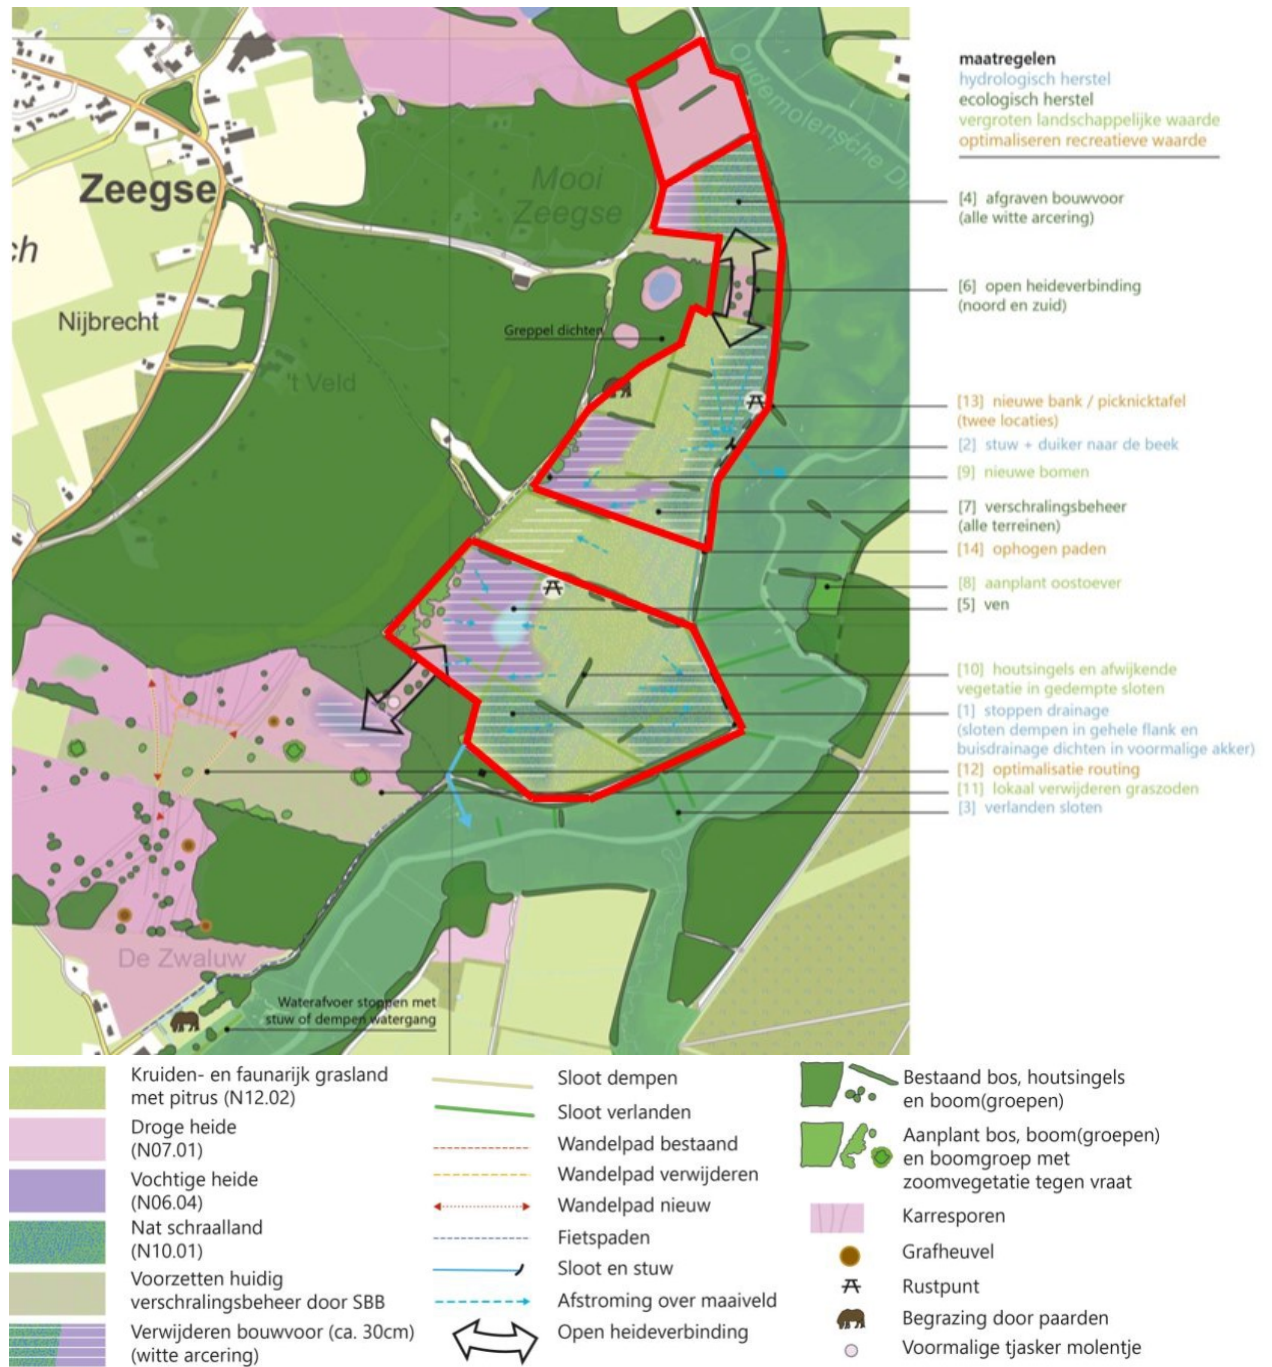 Oudemolensche Di
Mooi
Zeegse
Zeegse
ch
Nijbrecht
't Veld
Greppel dichten
De Zwaluw
Waterafvoer stoppen met
stuw of dempen watergang
maatregelen
hydrologisch herstel
ecologisch herstel
vergroten landschappelijke waarde
optimaliseren recreatieve waarde
[4] afgraven bouwvoor
(alle witte arcering)
[6] open heideverbinding
(noord en zuid)
[13] nieuwe bank / picknicktafel
(twee locaties)
[2] stuw + duiker naar de beek
[9] nieuwe bomen
[7] verschralingsbeheer
(alle terreinen)
[14] ophogen paden
[8] aanplant oostoever
[5] ven
[10] houtsingels en afwijkende
vegetatie in gedempte sloten
[1] stoppen drainage
(sloten dempen in gehele flank en
buisdrainage dichten in voormalige akker)
[12] optimalisatie routing
[11] lokaal verwijderen graszoden
[3] verlanden sloten
Kruiden- en faunarijk grasland
met pitrus (N12.02)
Droge heide
(N07.01)
Vochtige heide
(N06.04)
Nat schraalland
(N10.01)
Voorzetten huidig
verschralingsbeheer door SBB
Verwijderen bouwvoor (ca. 30cm)
(witte arcering)
Sloot dempen
Sloot verlanden
Wandelpad bestaand
Wandelpad verwijderen
Wandelpad nieuw
Fietspaden
Sloot en stuw
Afstroming over maaiveld
Open heideverbinding
Bestaand bos, houtsingels
en boom(groepen)
Aanplant bos, boom(groepen)
en boomgroep met
zoomvegetatie tegen vraat
Karresporen
Grafheuvel
Rustpunt
Begrazing door paarden
Voormalige tjasker molentje